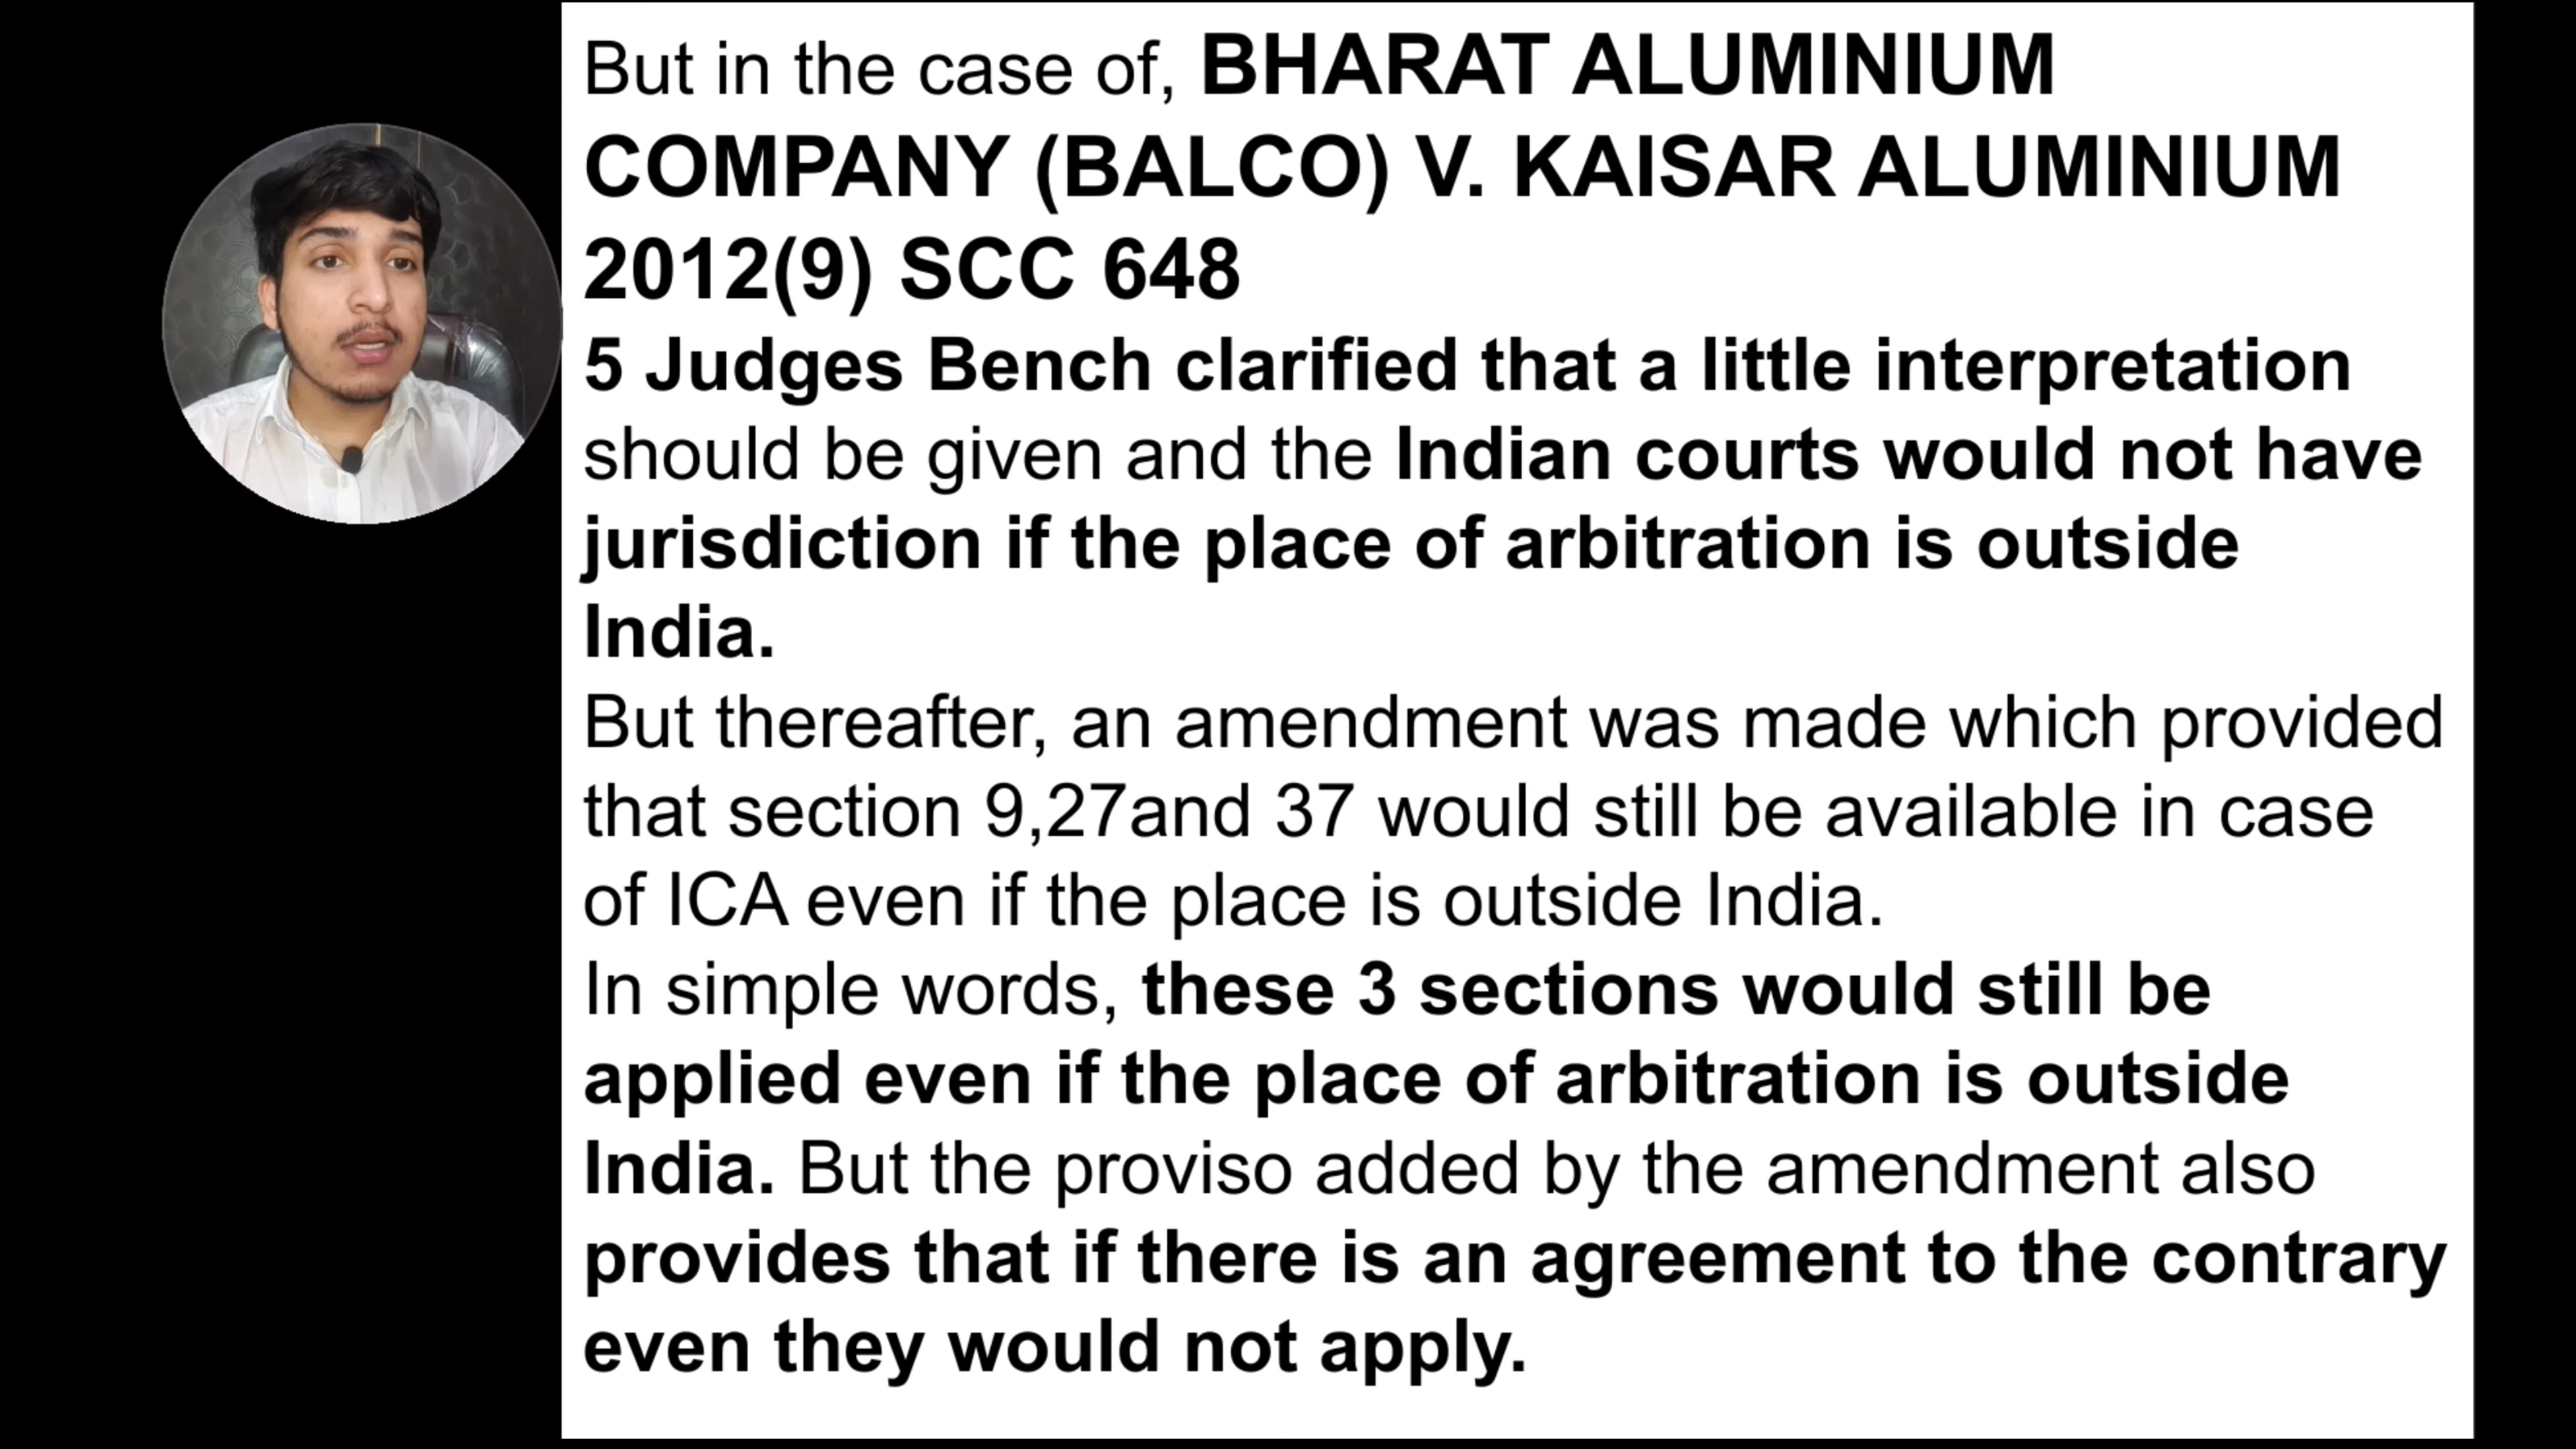 But in the case of, BHARAT ALUMINIUM
COMPANY (BALCO) V. KAISAR ALUMINIUM
2012(9) SCC 648
5 Judges Bench clarified that a little interpretation
should be given and the Indian courts would not have
jurisdiction if the place of arbitration is outside
India.
But thereafter, an amendment was made which provided
that section 9,27and 37 would still be available in case
of ICA even if the place is outside India.
In simple words, these 3 sections would still be
applied even if the place of arbitration is outside
India. But the proviso added by the amendment also
provides that if there is an agreement to the contrary
even they would not apply.